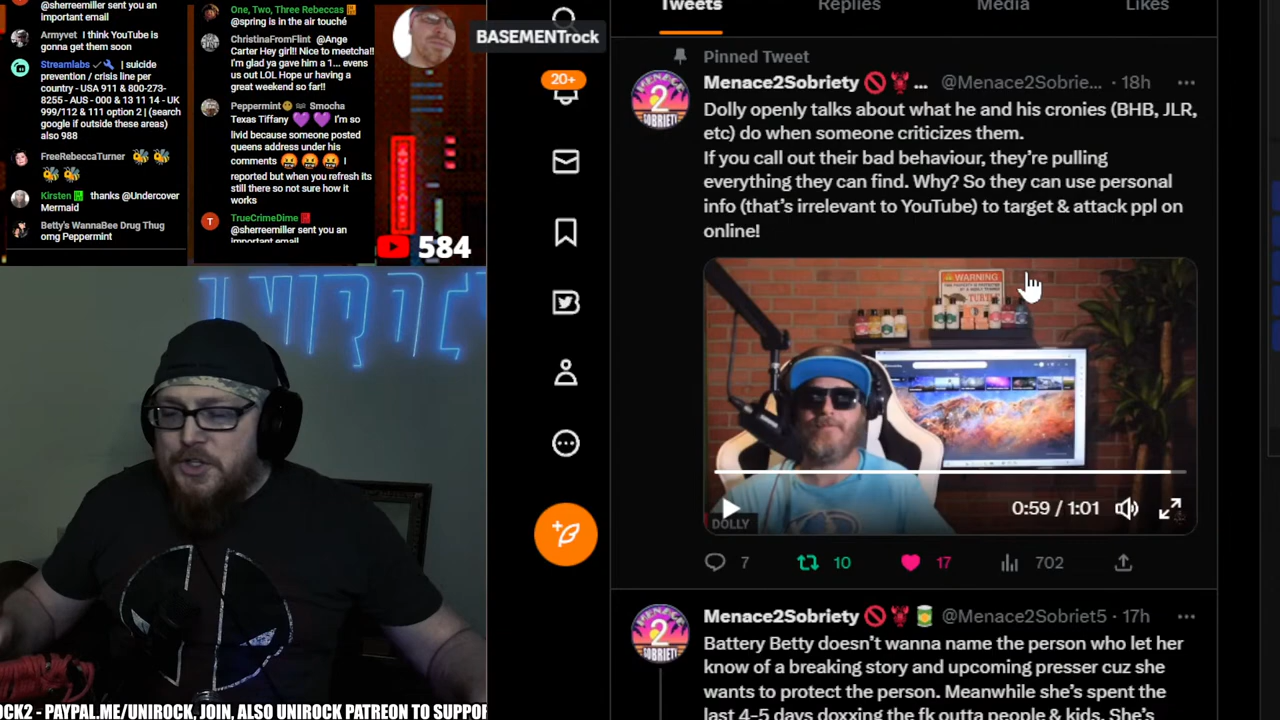 @sherreemiller sent you an
important email
Armyvet I think YouTube is
gonna get them soon
Streamlabs | suicide
prevention / crisis line per
country - USA 911 & 800-273-
8255 - AUS - 000 & 13 11 14 - UK
999/112 & 111 option 2 | (search
google if outside these areas)
also 988
FreeRebeccaTurner
Kirsten thanks @Undercover
Mermaid
Betty's WannaBee Drug Thug
omg Peppermint
One, Two, Three Rebeccas
@spring is in the air touché
ChristinaFromFlint @Ange
Carter Hey girl!! Nice to meetcha!!
I'm glad ya gave him a 1... evens
us out LOL Hope ur having a
great weekend so far!!
Peppermint Smocha
Texas Tiffany I'm so
livid because someone posted
queens address under his
comments I
reported but when you refresh its
still there so not sure how it
works
TrueCrimeDime
@sherreemiller sent you an
important email
584
BASEMENTrock
20+
Tweets
Replies
Media
Likes
Pinned Tweet
Menace2Sobriety ... @Menace2Sobrie... · 18h
Dolly openly talks about what he and his cronies (BHB, JLR,
etc) do when someone criticizes them.
If you call out their bad behaviour, they're pulling
everything they can find. Why? So they can use personal
info (that's irrelevant to YouTube) to target & attack ppl on
online!
WARNING
TURT
DOLLY
0:59 / 1:01
7
10
17
702
Menace2Sobriety @Menace2Sobriet5 · 17h
Battery Betty doesn't wanna name the person who let her
know of a breaking story and upcoming presser cuz she
wants to protect the person. Meanwhile she's spent the
last 4-5 days doxxing the fk outta people & kids. She's
OCK2 - PAYPAL.ME/UNIROCK, JOIN, ALSO UNIROCK PATREON TO SUPPOR